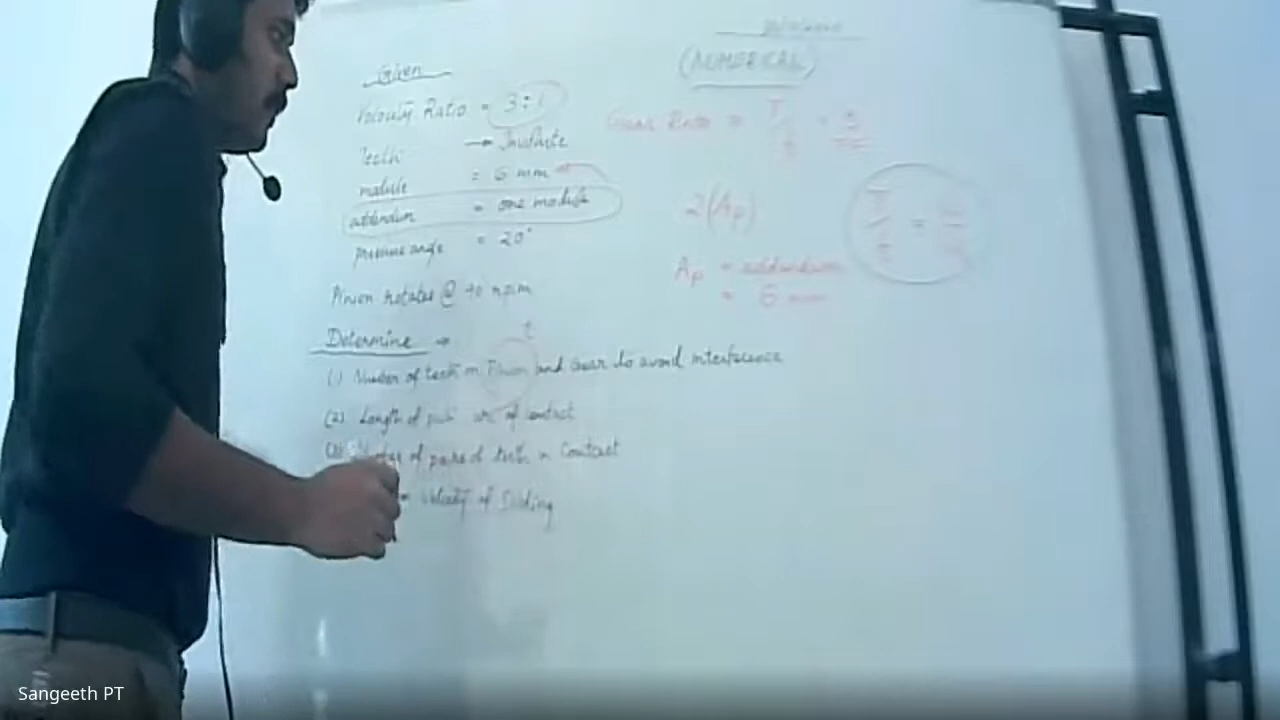 (NUMERICAL)
Given
Velocity Ratio = 3:1
Teeth → Involute
module = 6 mm
addendum = one module
pressure angle = 20°
Pinion rotates @ 90 rpm
Determine →
t
(1) Number of teeth on Pinion and Gear to avoid interference
(2) Length of path arc of contact
(3) of pairs of teeth in Contact
Velocity of Sliding
Gear Ratio = T/t = 3
2(Ap)
Ap = addendum
= 6 mm
T/t =
Sangeeth PT